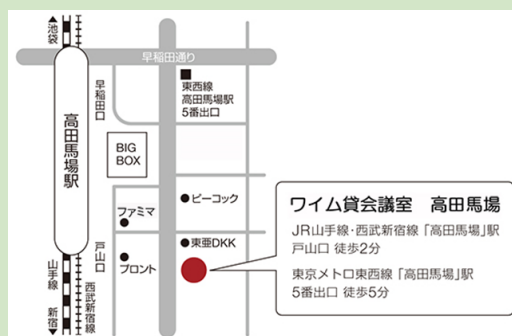 ▲池袋
早稲田通り
早稲田口
東西線
高田馬場駅
5番出口
高田馬場駅
BIG
BOX
ピーコック
ファミマ
東亜DKK
戸山口
プロント
山手線
新宿▼
西武新宿線
ワイム貸会議室 高田馬場
JR山手線・西武新宿線「高田馬場」駅
戸山口 徒歩2分
東京メトロ東西線「高田馬場」駅
5番出口 徒歩5分